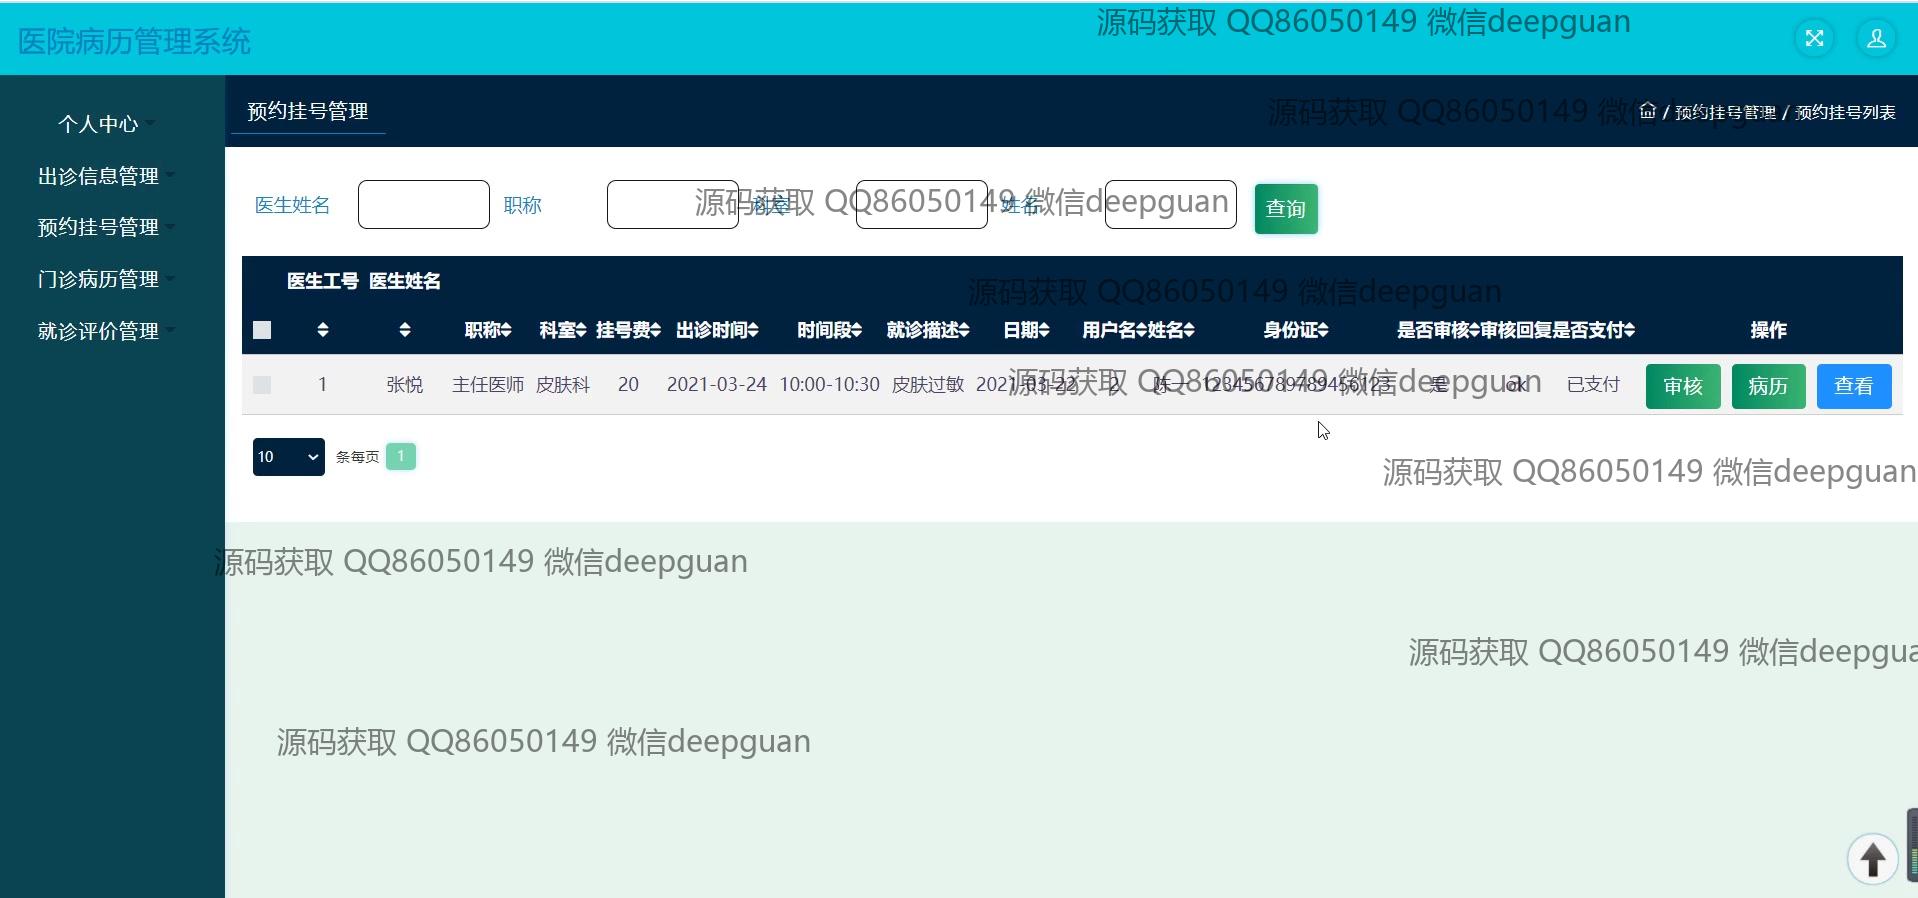 源码获取 QQ86050149 微信deepguan
医院病历管理系统
预约挂号管理
源码获取 QQ86050149 微信deepguan
/ 预约挂号管理 / 预约挂号列表
个人中心
出诊信息管理
预约挂号管理
门诊病历管理
就诊评价管理
医生姓名 职称 科室 姓名 查询
源码获取 QQ86050149 微信deepguan
医生工号 医生姓名
源码获取 QQ86050149 微信deepguan
职称 科室 挂号费 出诊时间 时间段 就诊描述 日期 用户名 姓名 身份证 是否审核 审核回复 是否支付 操作
1 张悦 主任医师 皮肤科 20 2021-03-24 10:00-10:30 皮肤过敏 2021-03-22 2 陈一 123456789789456123 是 ok 已支付 审核 病历 查看
源码获取 QQ86050149 微信deepguan
10 条每页 1
源码获取 QQ86050149 微信deepguan
源码获取 QQ86050149 微信deepguan
源码获取 QQ86050149 微信deepgua
源码获取 QQ86050149 微信deepguan